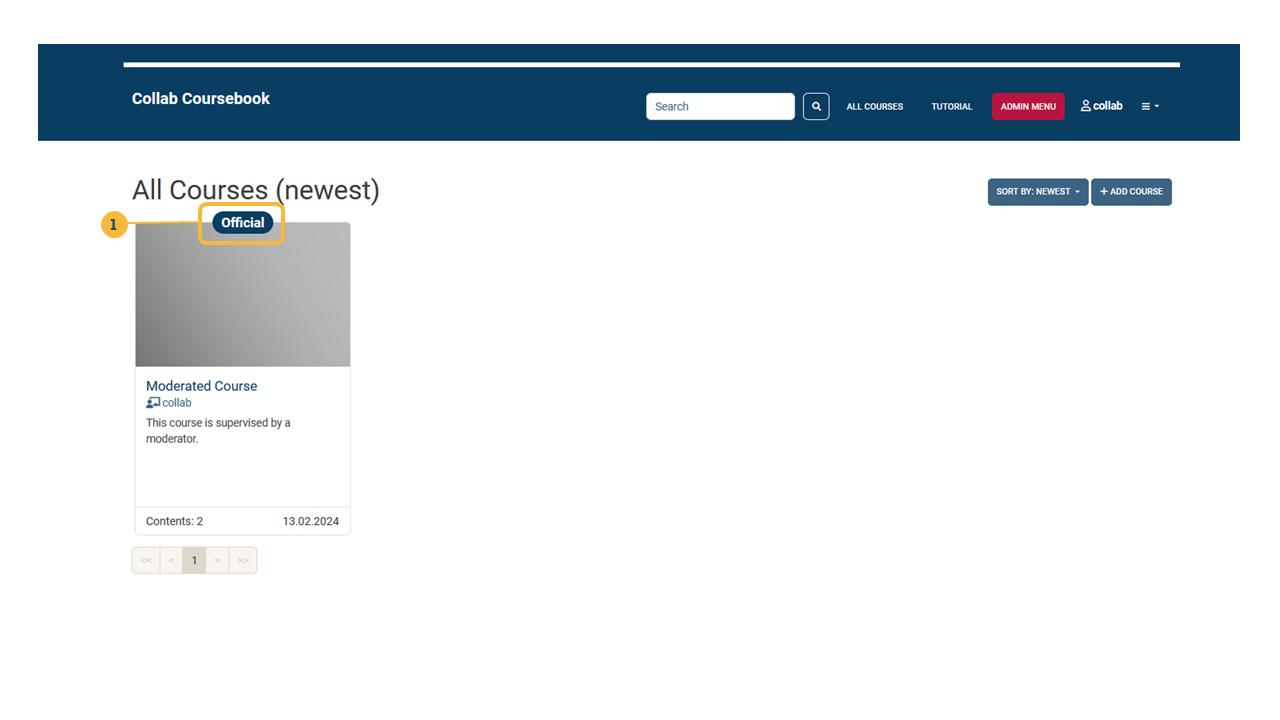 Collab Coursebook
Search
ALL COURSES
TUTORIAL
ADMIN MENU
collab
All Courses (newest)
SORT BY: NEWEST
+ ADD COURSE
1
Official
Moderated Course
collab
This course is supervised by a
moderator.
Contents: 2
13.02.2024
<< < 1 > >>